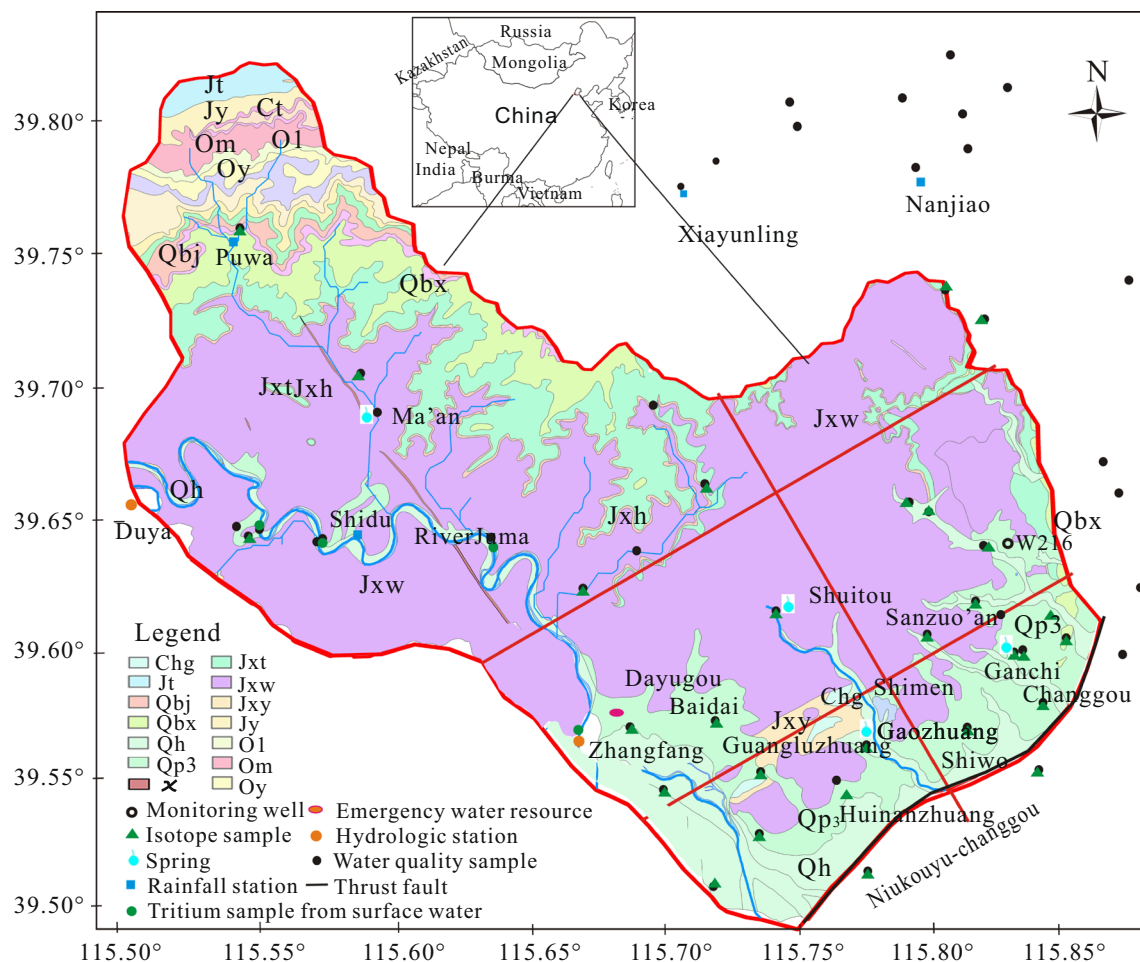 Russia
Kazakhstan
Mongolia
China
Korea
Nepal
India
Burma
Vietnam
N
39.80°
39.75°
39.70°
39.65°
39.60°
39.55°
39.50°
Jt
Jy
Ct
Om
Ol
Oy
Qbj
Puwa
Qbx
Xiayunling
Nanjiao
JxtJxh
Ma'an
Jxw
Qh
Duya
Shidu
RiverJuma
Jxh
Jxw
Qbx
W216
Shuitou
Sanzuo'an
Qp3
Ganchi
Changgou
Dayugou
Baidai
Shimen
Chg
Jxy
Zhangfang
Guangluzhuang
Gaozhuang
Shiwo
Qp3
Huinanzhuang
Qh
Niukouyu-changgou
Legend
Chg Jxt
Jt Jxw
Qbj Jxy
Qbx Jy
Qh Ol
Qp3 Om
x Oy
Monitoring well Emergency water resource
Isotope sample Hydrologic station
Spring Water quality sample
Rainfall station Thrust fault
Tritium sample from surface water
115.50 115.55 115.60 115.65 115.70 115.75 115.80 115.85